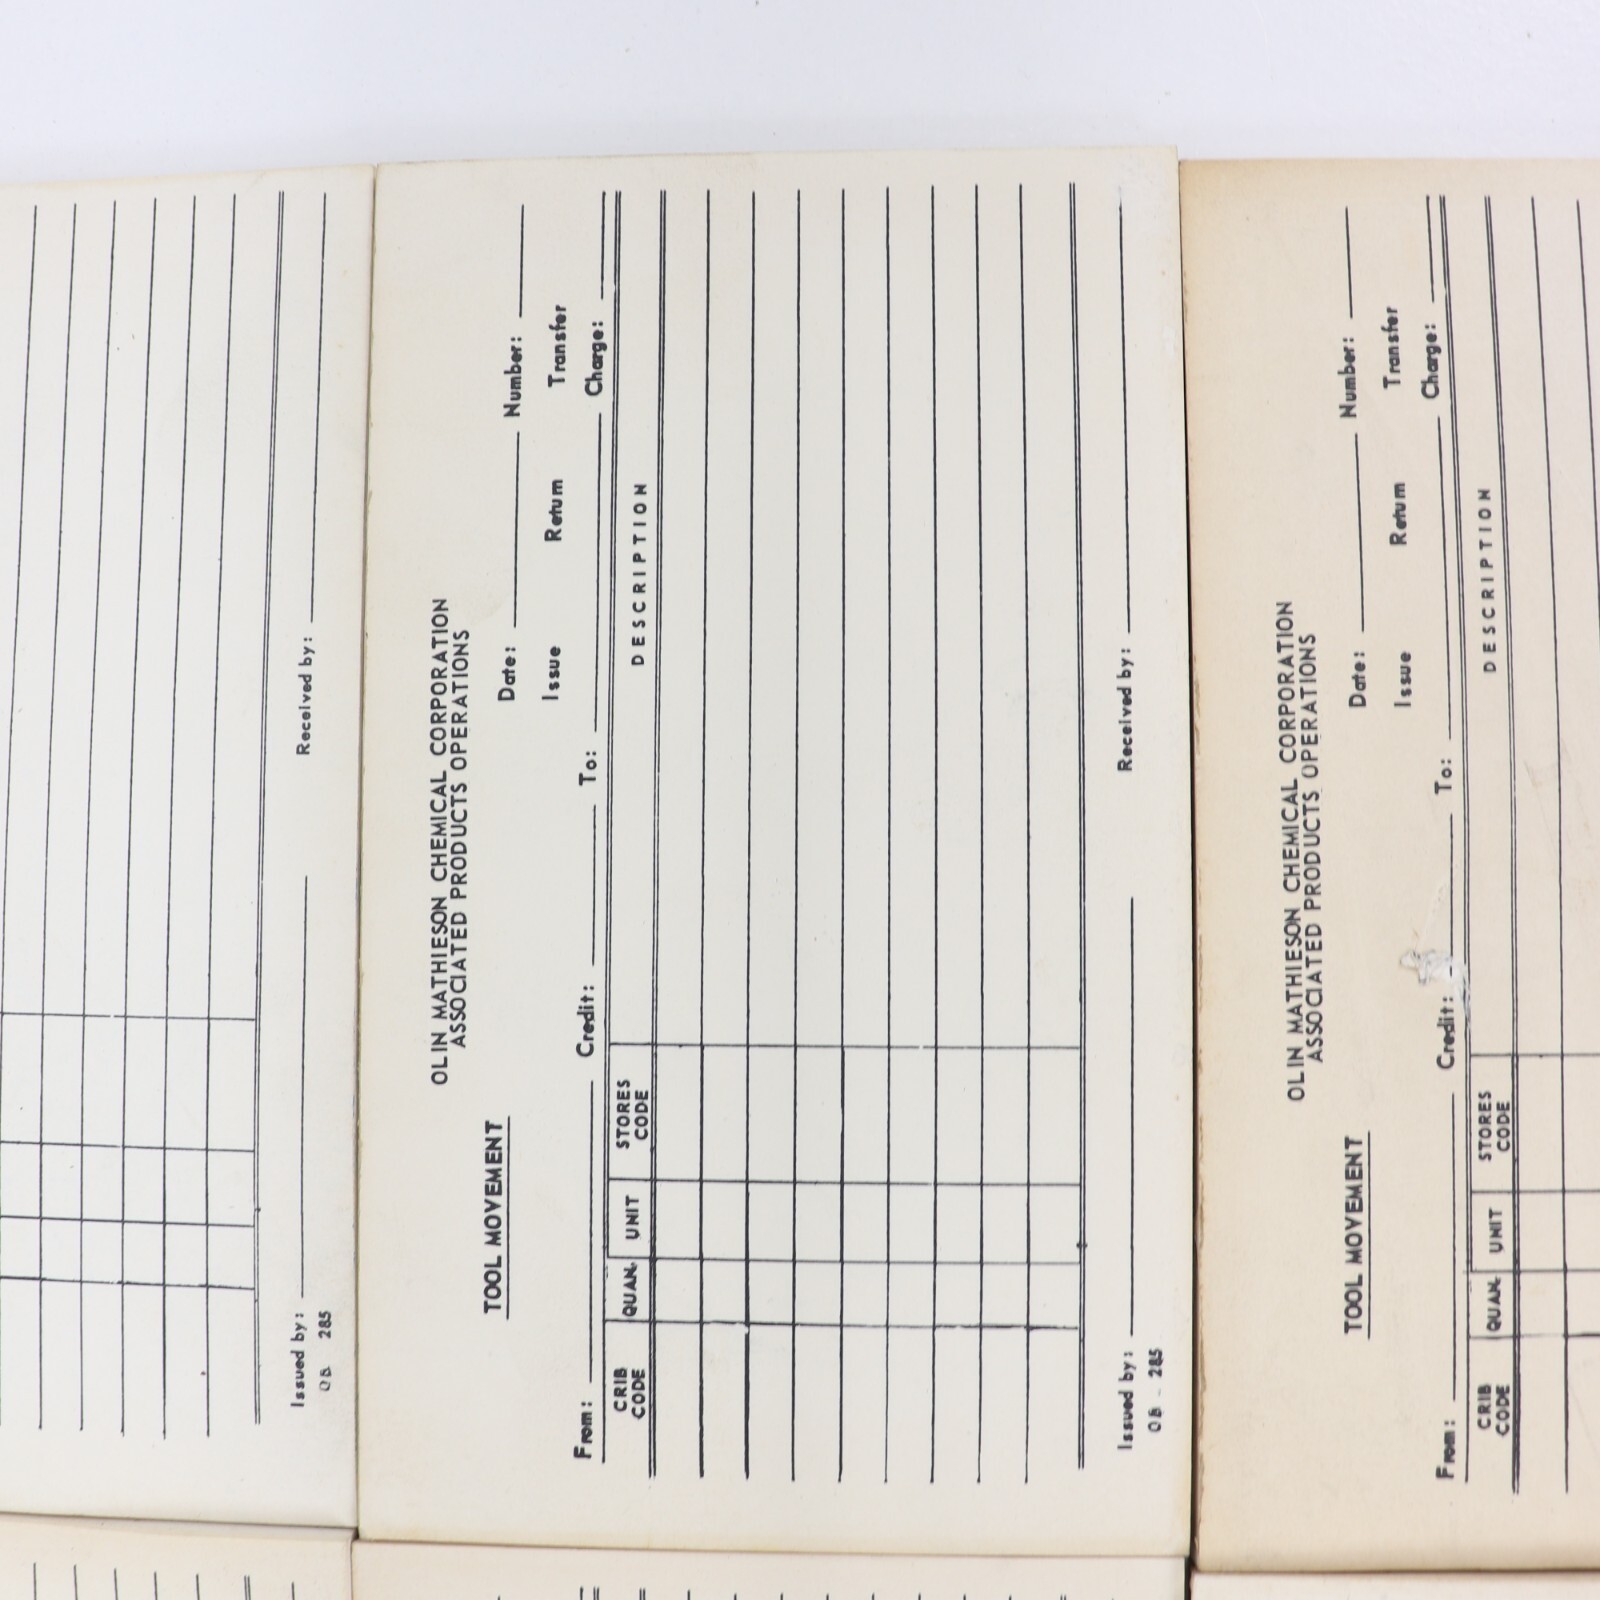 Received by:
Issued by:
OB 285
OLIN MATHIESON CHEMICAL CORPORATION
ASSOCIATED PRODUCTS OPERATIONS
TOOL MOVEMENT
Date: Number:
Issue Return Transfer
From: Credit: To: Charge:
CRIB CODE QUAN. UNIT STORES CODE DESCRIPTION
Issued by: Received by:
OB - 285
OLIN MATHIESON CHEMICAL CORPORATION
ASSOCIATED PRODUCTS OPERATIONS
TOOL MOVEMENT
Date: Number:
Issue Return Transfer
From: Credit: To: Charge:
CRIB CODE QUAN. UNIT STORES CODE DESCRIPTION